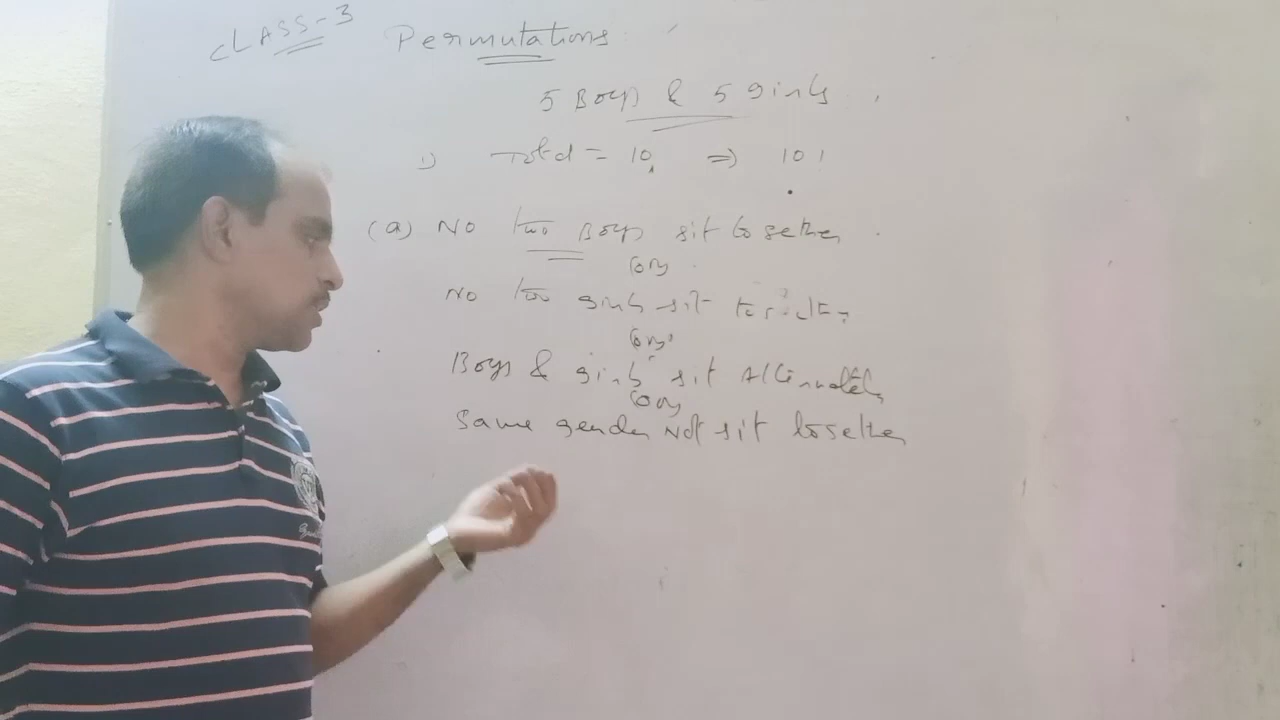 CLASS-3 Permutations
5 Boys & 5 girls
1) Total = 10, => 10!
(a) No two Boys sit together
(or)
No two girls sit together
(or)
Boys & girls sit Alternately
(or)
Same gender Not sit together